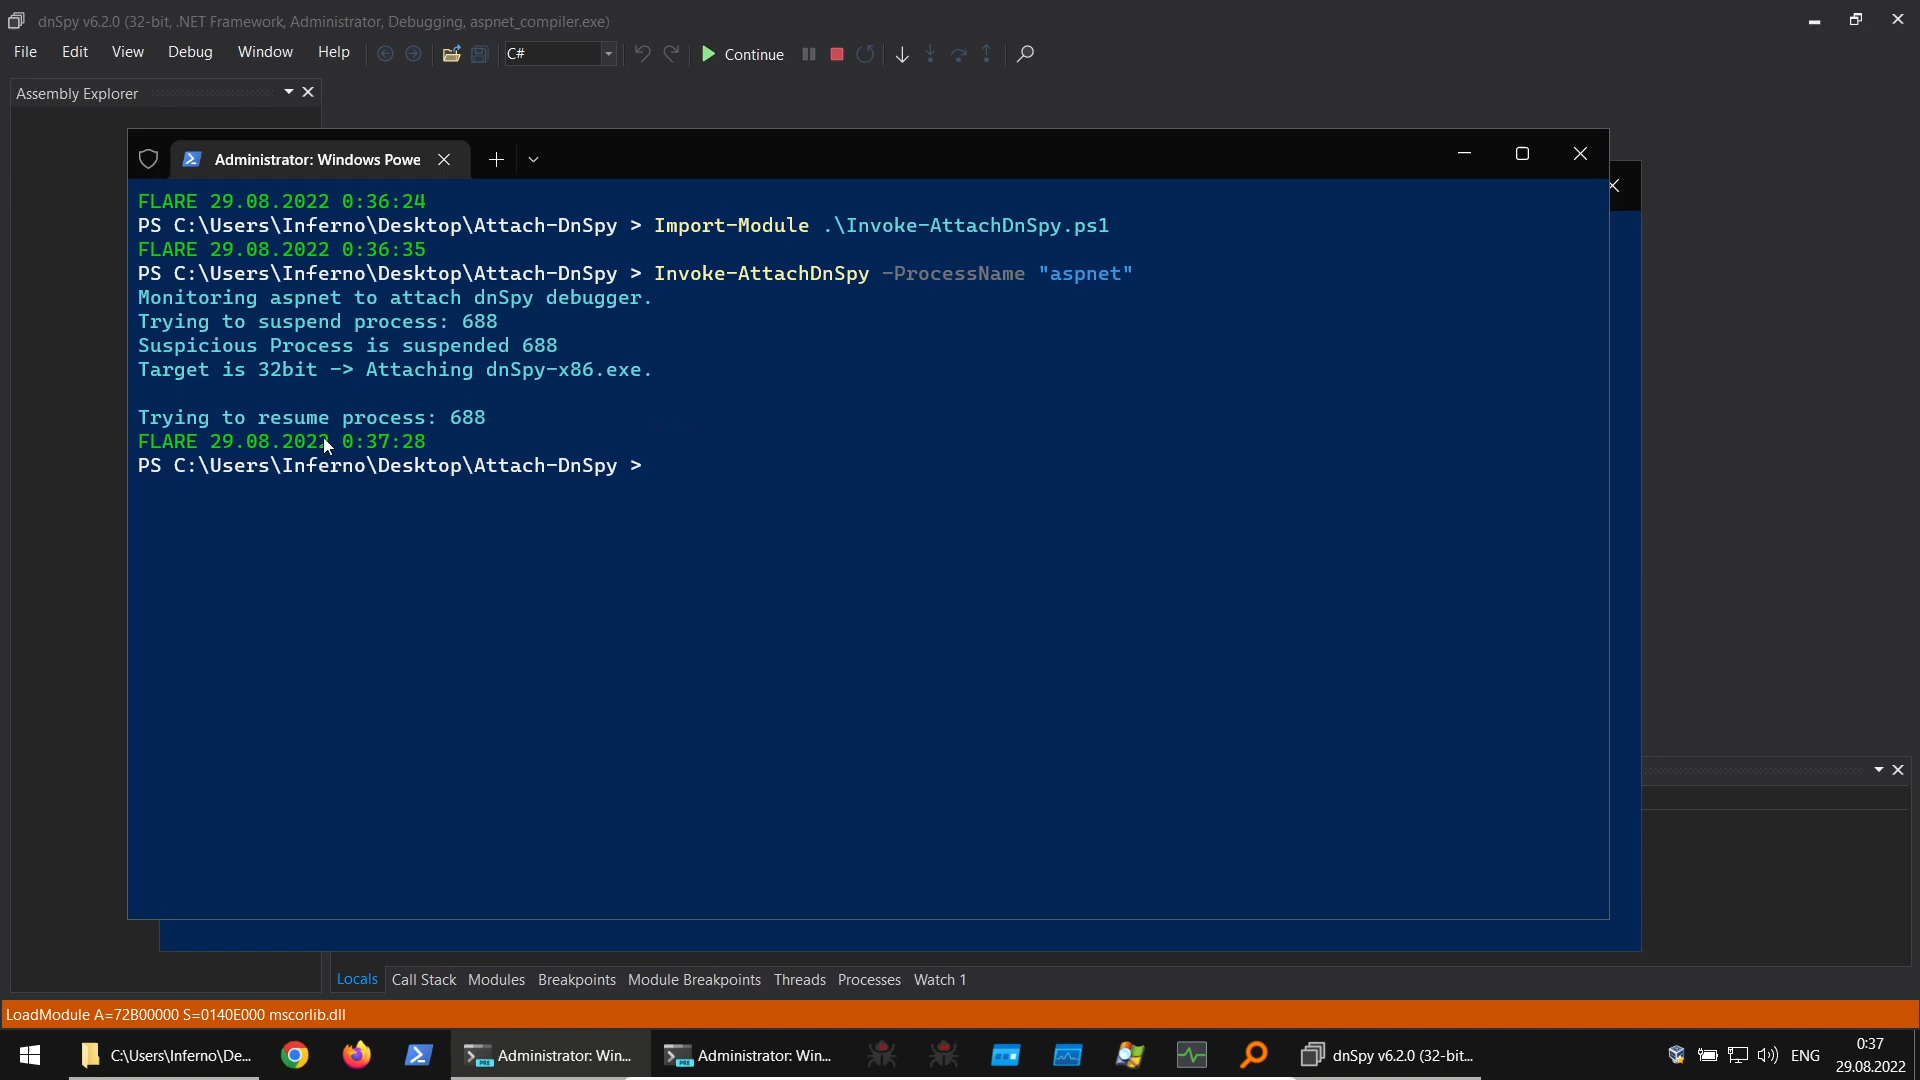 dnSpy v6.2.0 (32-bit, .NET Framework, Administrator, Debugging, aspnet_compiler.exe)
File Edit View Debug Window Help C# Continue
Assembly Explorer
Administrator: Windows Powe
FLARE 29.08.2022 0:36:24
PS C:\Users\Inferno\Desktop\Attach-DnSpy > Import-Module .\Invoke-AttachDnSpy.ps1
FLARE 29.08.2022 0:36:35
PS C:\Users\Inferno\Desktop\Attach-DnSpy > Invoke-AttachDnSpy -ProcessName "aspnet"
Monitoring aspnet to attach dnSpy debugger.
Trying to suspend process: 688
Suspicious Process is suspended 688
Target is 32bit -> Attaching dnSpy-x86.exe.
Trying to resume process: 688
FLARE 29.08.2022 0:37:28
PS C:\Users\Inferno\Desktop\Attach-DnSpy >
Locals Call Stack Modules Breakpoints Module Breakpoints Threads Processes Watch 1
LoadModule A=72B00000 S=0140E000 mscorlib.dll
C:\Users\Inferno\De... Administrator: Win... Administrator: Win... dnSpy v6.2.0 (32-bit... ENG 0:37
29.08.2022